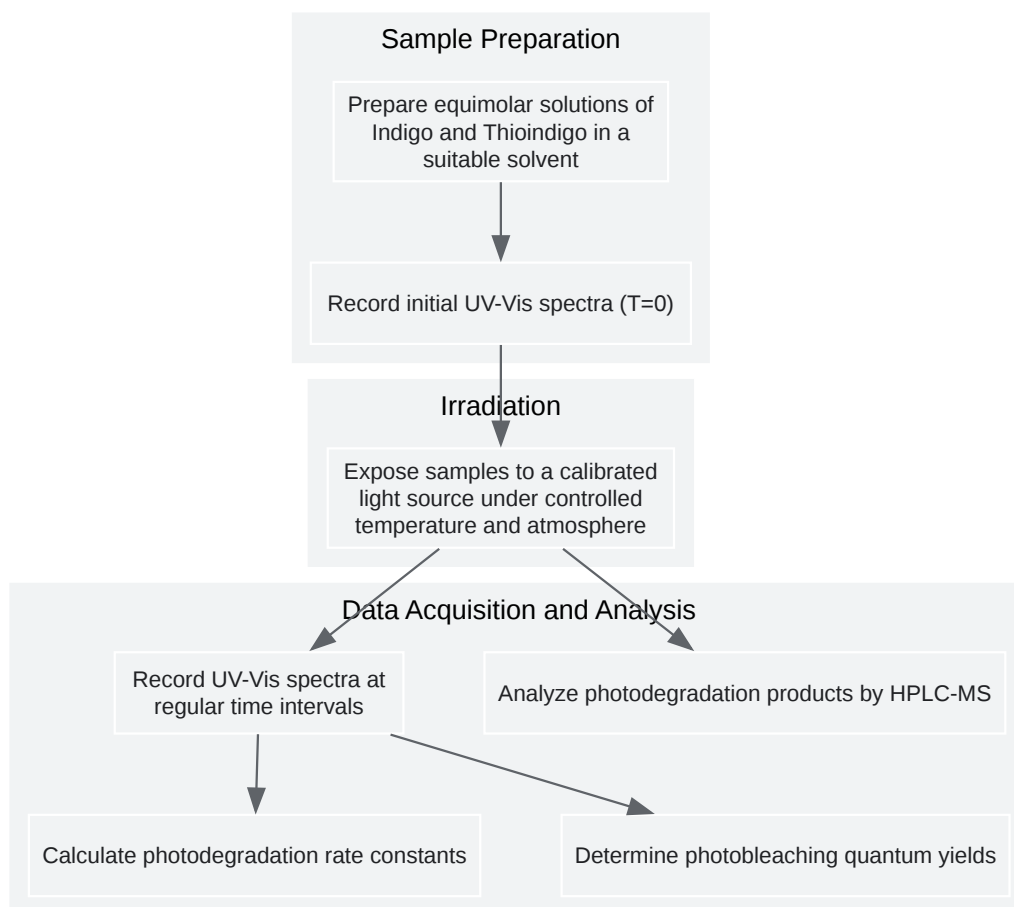 Sample Preparation
Prepare equimolar solutions of
Indigo and Thioindigo in a
suitable solvent
Record initial UV-Vis spectra (T=0)
Irradiation
Expose samples to a calibrated
light source under controlled
temperature and atmosphere
Data Acquisition and Analysis
Record UV-Vis spectra at
regular time intervals
Analyze photodegradation products by HPLC-MS
Calculate photodegradation rate constants
Determine photobleaching quantum yields